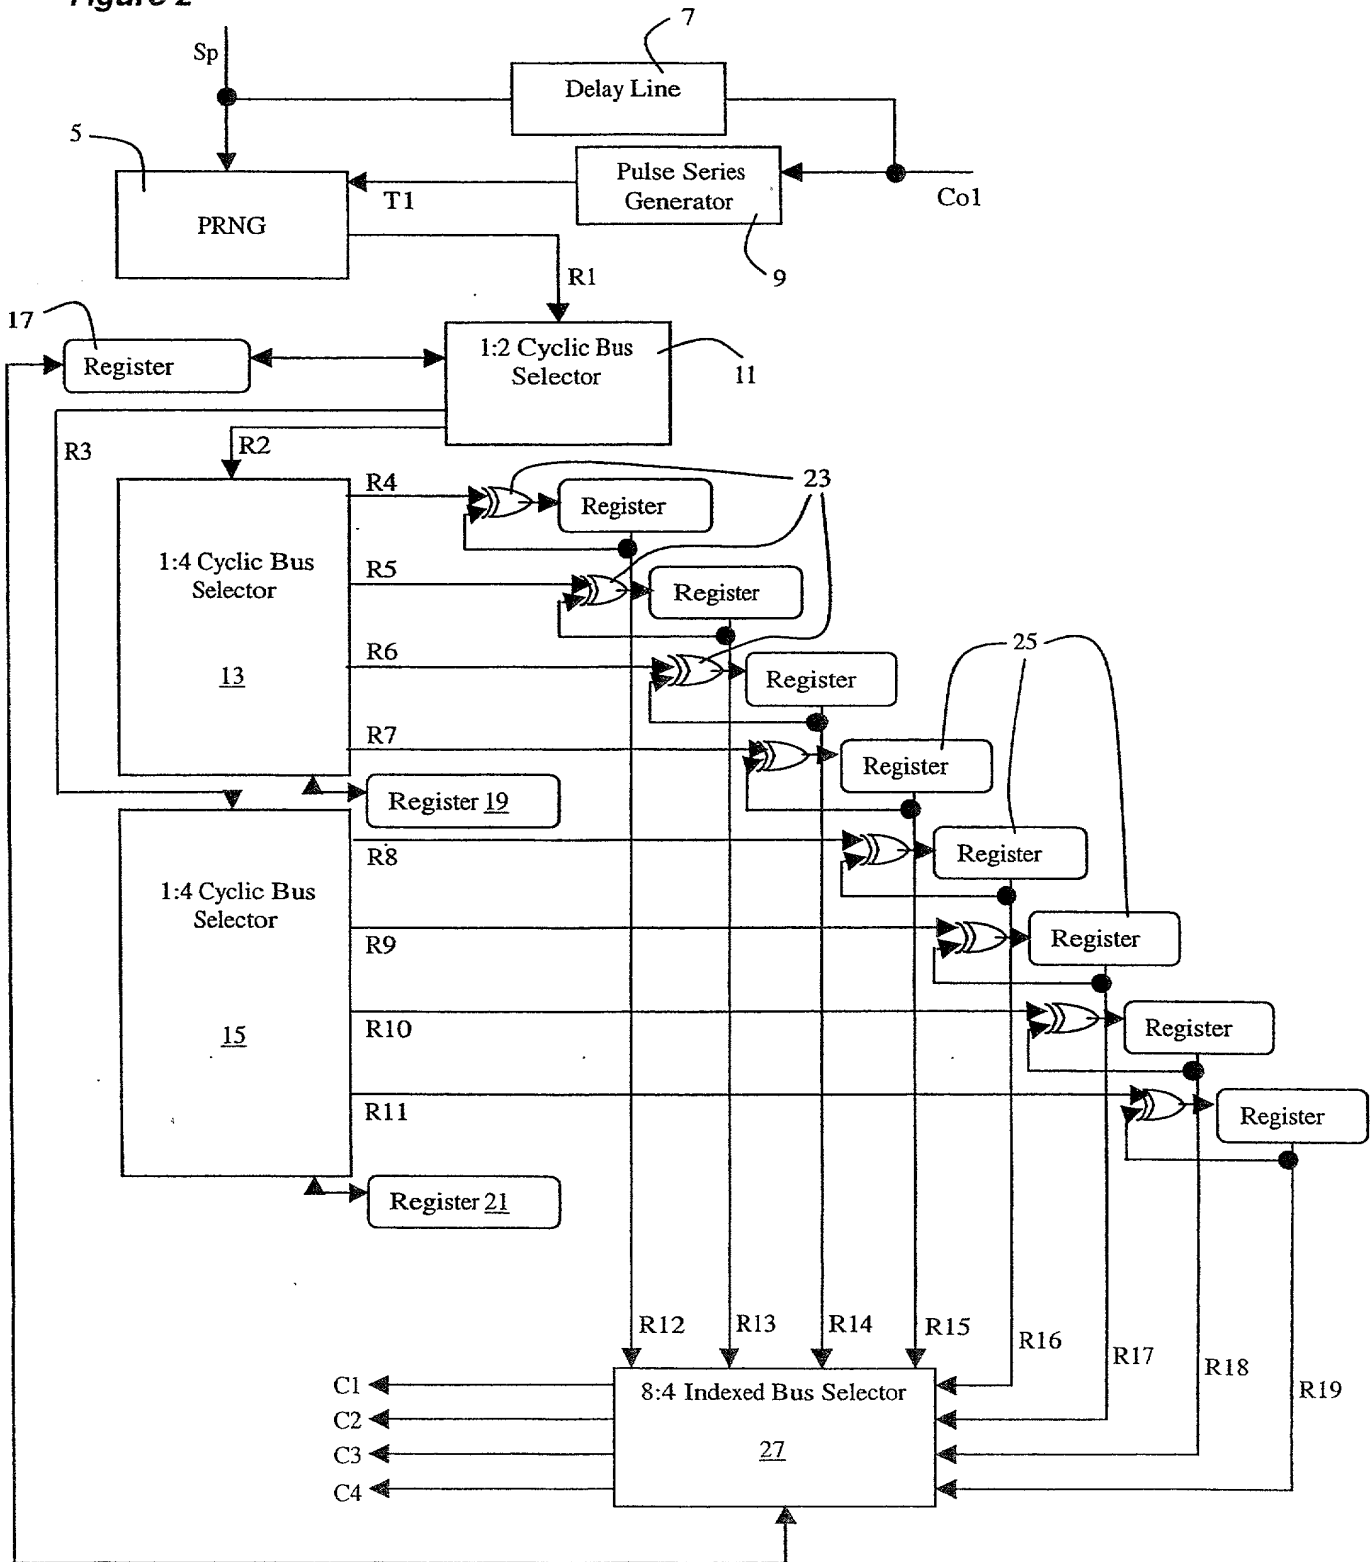 Figure 2
7
Sp
Delay Line
5
Pulse Series
Generator
T1
Co1
PRNG
9
R1
17
1:2 Cyclic Bus
Selector
Register
11
R3
R2
R4
23
Register
1:4 Cyclic Bus
Selector
R5
Register
R6
25
13
Register
R7
Register
Register 19
R8
Register
1:4 Cyclic Bus
Selector
R9
Register
R10
15
Register
R11
Register
Register 21
R12
R13
R14
R15
R16
R17
R18
R19
C1
8:4 Indexed Bus Selector
C2
C3
27
C4